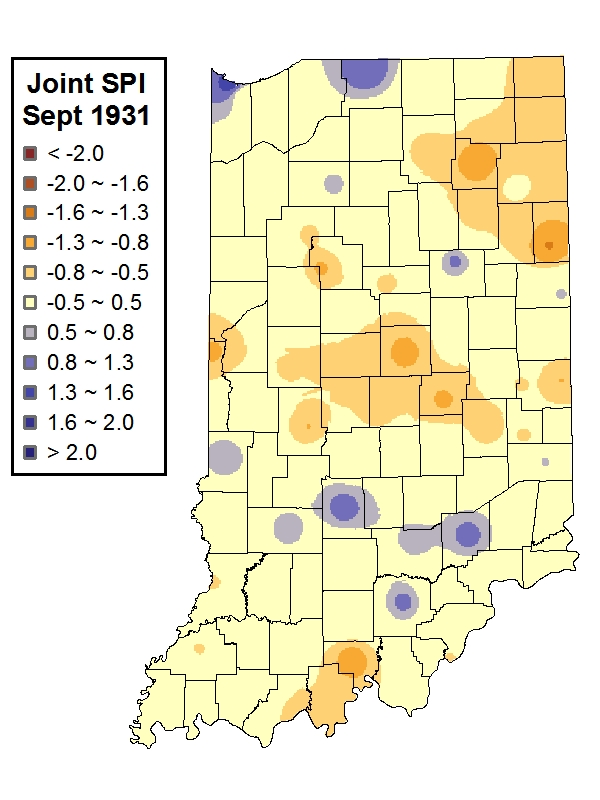 Joint SPI
Sept 1931
< -2.0
-2.0 ~ -1.6
-1.6 ~ -1.3
-1.3 ~ -0.8
-0.8 ~ -0.5
-0.5 ~ 0.5
0.5 ~ 0.8
0.8 ~ 1.3
1.3 ~ 1.6
1.6 ~ 2.0
> 2.0